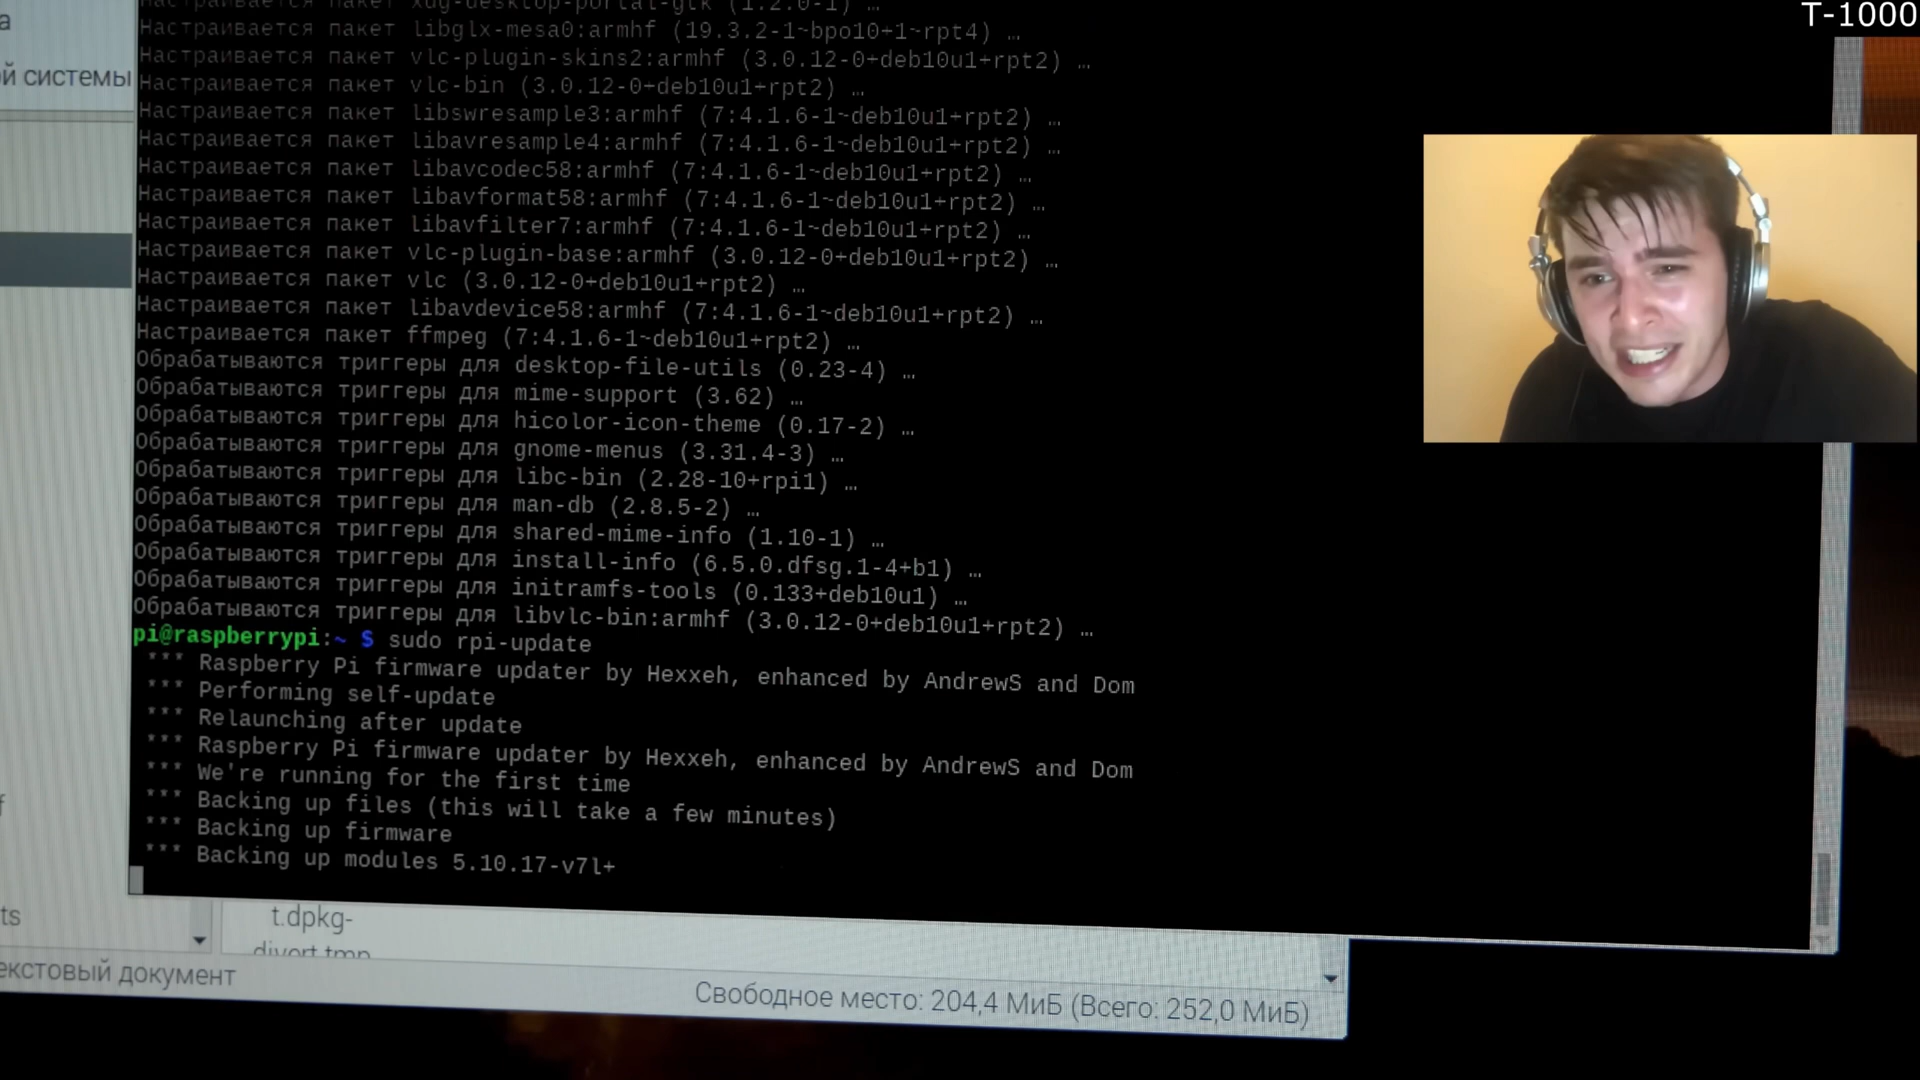 T-1000
а
ой системы
Настраивается пакет xdg-desktop-portal-gtk (1.2.0-1) …
Настраивается пакет libglx-mesa0:armhf (19.3.2-1~bpo10+1~rpt4) …
Настраивается пакет vlc-plugin-skins2:armhf (3.0.12-0+deb10u1+rpt2) …
Настраивается пакет vlc-bin (3.0.12-0+deb10u1+rpt2) …
Настраивается пакет libswresample3:armhf (7:4.1.6-1~deb10u1+rpt2) …
Настраивается пакет libavresample4:armhf (7:4.1.6-1~deb10u1+rpt2) …
Настраивается пакет libavcodec58:armhf (7:4.1.6-1~deb10u1+rpt2) …
Настраивается пакет libavformat58:armhf (7:4.1.6-1~deb10u1+rpt2) …
Настраивается пакет libavfilter7:armhf (7:4.1.6-1~deb10u1+rpt2) …
Настраивается пакет vlc-plugin-base:armhf (3.0.12-0+deb10u1+rpt2) …
Настраивается пакет vlc (3.0.12-0+deb10u1+rpt2) …
Настраивается пакет libavdevice58:armhf (7:4.1.6-1~deb10u1+rpt2) …
Настраивается пакет ffmpeg (7:4.1.6-1~deb10u1+rpt2) …
Обрабатываются триггеры для desktop-file-utils (0.23-4) …
Обрабатываются триггеры для mime-support (3.62) …
Обрабатываются триггеры для hicolor-icon-theme (0.17-2) …
Обрабатываются триггеры для gnome-menus (3.31.4-3) …
Обрабатываются триггеры для libc-bin (2.28-10+rpi1) …
Обрабатываются триггеры для man-db (2.8.5-2) …
Обрабатываются триггеры для shared-mime-info (1.10-1) …
Обрабатываются триггеры для install-info (6.5.0.dfsg.1-4+b1) …
Обрабатываются триггеры для initramfs-tools (0.133+deb10u1) …
Обрабатываются триггеры для libvlc-bin:armhf (3.0.12-0+deb10u1+rpt2) …
pi@raspberrypi:~ $ sudo rpi-update
*** Raspberry Pi firmware updater by Hexxeh, enhanced by AndrewS and Dom
*** Performing self-update
*** Relaunching after update
*** Raspberry Pi firmware updater by Hexxeh, enhanced by AndrewS and Dom
*** We're running for the first time
*** Backing up files (this will take a few minutes)
*** Backing up firmware
*** Backing up modules 5.10.17-v7l+
f
ts
t.dpkg-
divert.tmp
екстовый документ
Свободное место: 204,4 МиБ (Всего: 252,0 МиБ)